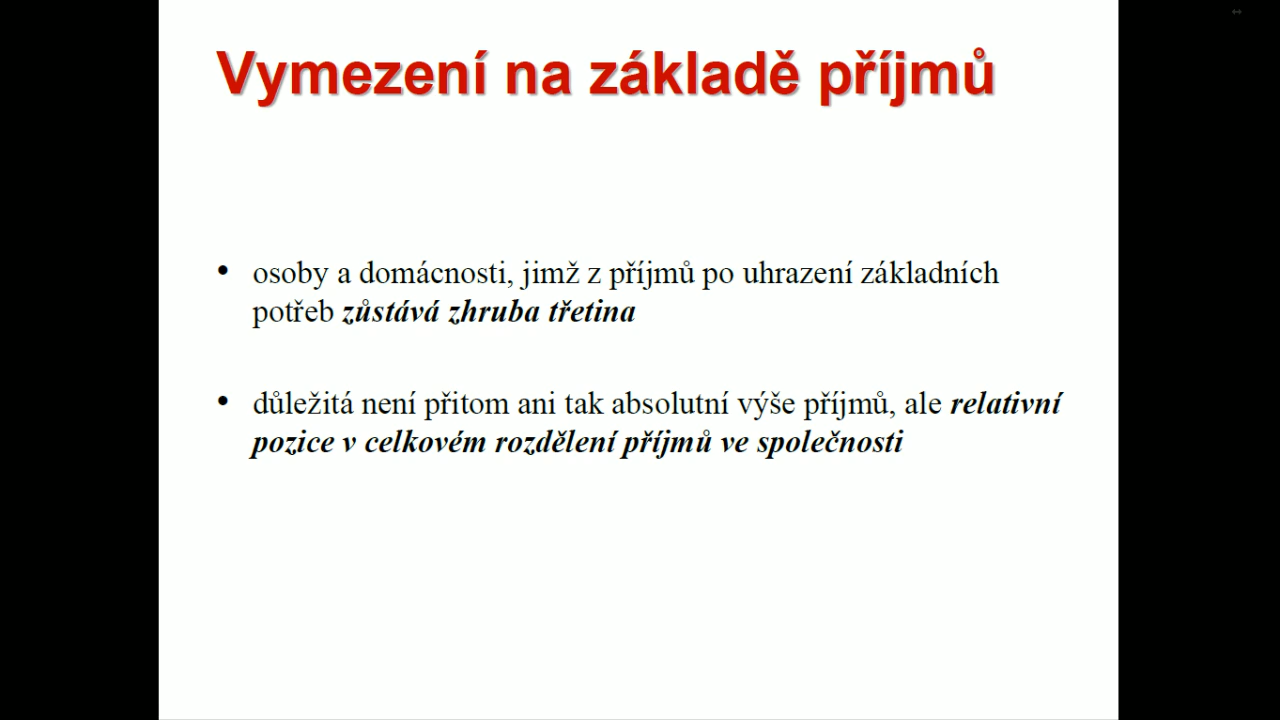 Vymezení na základě příjmů
• osoby a domácnosti, jimž z příjmů po uhrazení základních
potřeb zůstává zhruba třetina
• důležitá není přitom ani tak absolutní výše příjmů, ale relativní
pozice v celkovém rozdělení příjmů ve společnosti